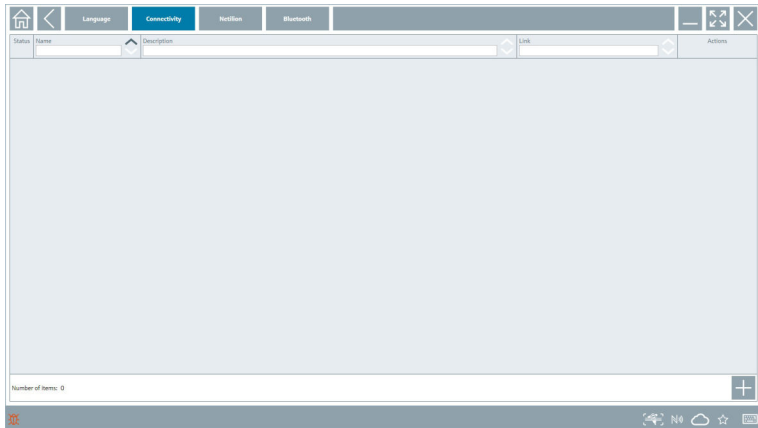 Language Connectivity Netilion Bluetooth
Status Name Description Link Actions
Number of items: 0
N